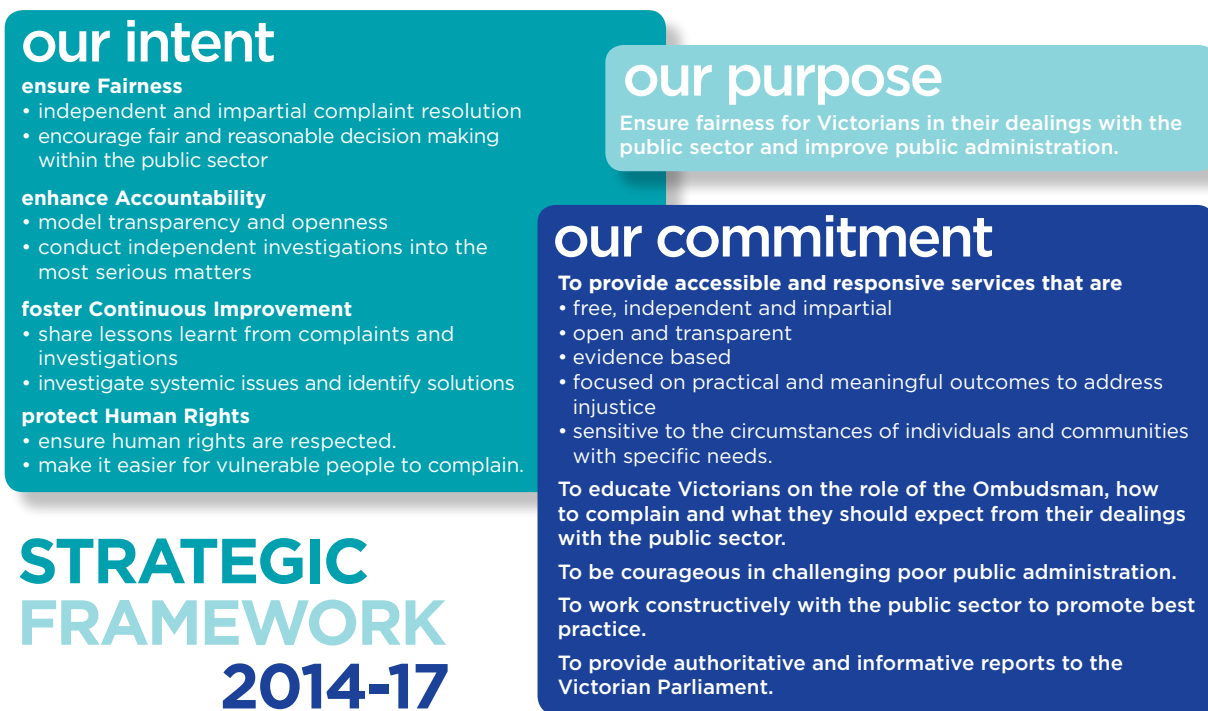 our intent
ensure Fairness
• independent and impartial complaint resolution
• encourage fair and reasonable decision making
within the public sector
enhance Accountability
• model transparency and openness
• conduct independent investigations into the
most serious matters
foster Continuous Improvement
• share lessons learnt from complaints and
investigations
• investigate systemic issues and identify solutions
protect Human Rights
• ensure human rights are respected.
• make it easier for vulnerable people to complain.
our purpose
Ensure fairness for Victorians in their dealings with the
public sector and improve public administration.
our commitment
To provide accessible and responsive services that are
• free, independent and impartial
• open and transparent
• evidence based
• focused on practical and meaningful outcomes to address
injustice
• sensitive to the circumstances of individuals and communities
with specific needs.
To educate Victorians on the role of the Ombudsman, how
to complain and what they should expect from their dealings
with the public sector.
To be courageous in challenging poor public administration.
To work constructively with the public sector to promote best
practice.
To provide authoritative and informative reports to the
Victorian Parliament.
STRATEGIC
FRAMEWORK
2014-17